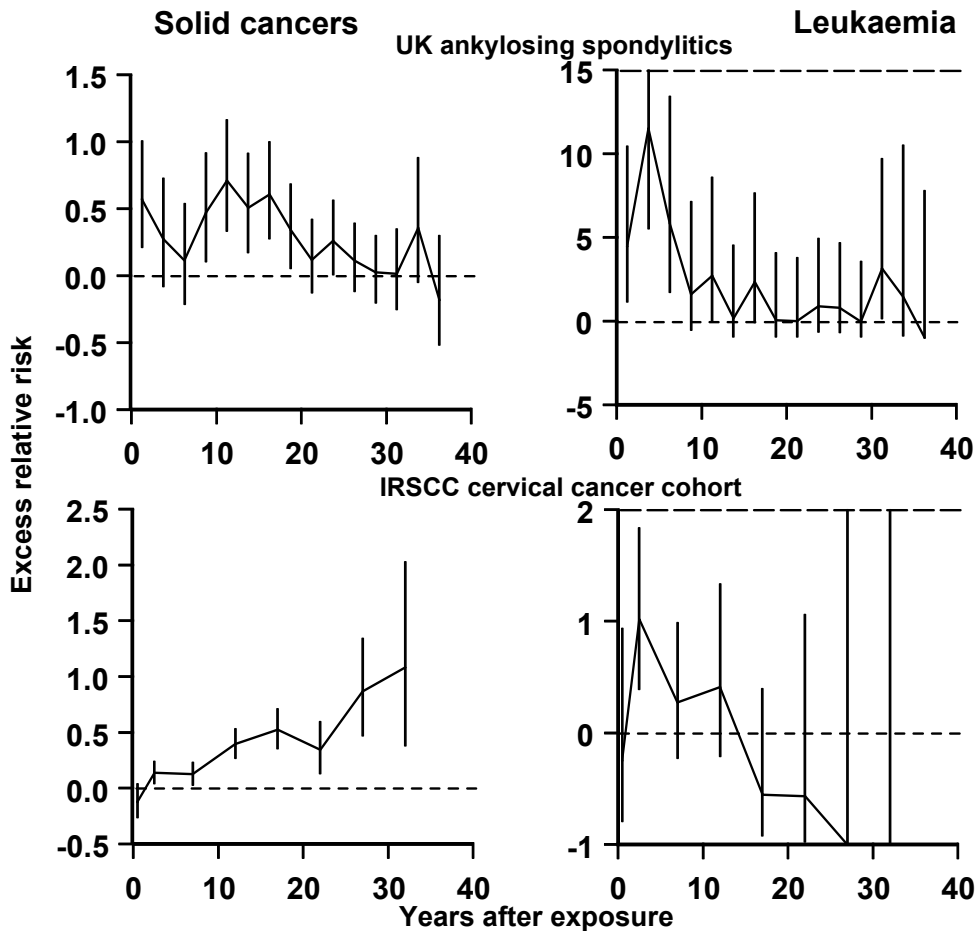 Solid cancers
Leukaemia
UK ankylosing spondylitics
1.5
1.0
0.5
0.0
-0.5
-1.0
0 10 20 30 40
15
10
5
0
-5
0 10 20 30 40
Excess relative risk
IRSCC cervical cancer cohort
2.5
2.0
1.5
1.0
0.5
0.0
-0.5
0 10 20 30 40
2
1
0
-1
0 10 20 30 40
Years after exposure